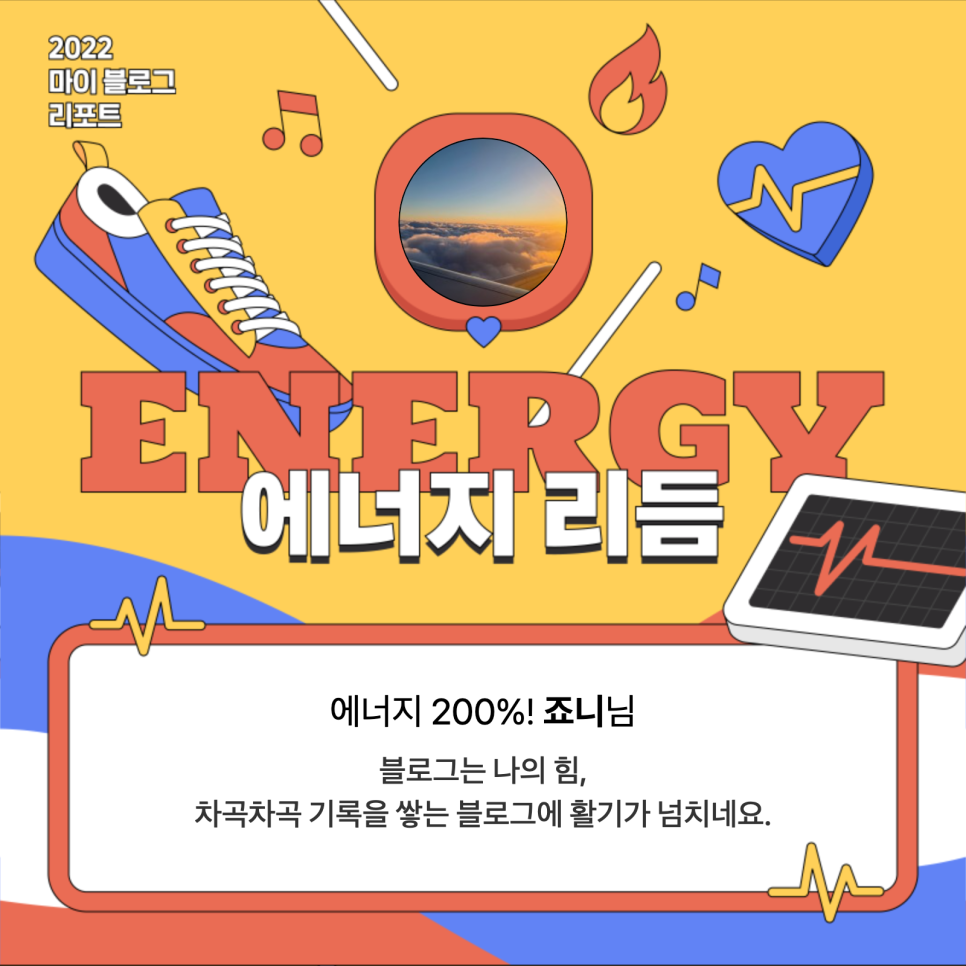 2022
마이 블로그
리포트
ENERGY
에너지 리듬
에너지 200%! 죠니님
블로그는 나의 힘,
차곡차곡 기록을 쌓는 블로그에 활기가 넘치네요.